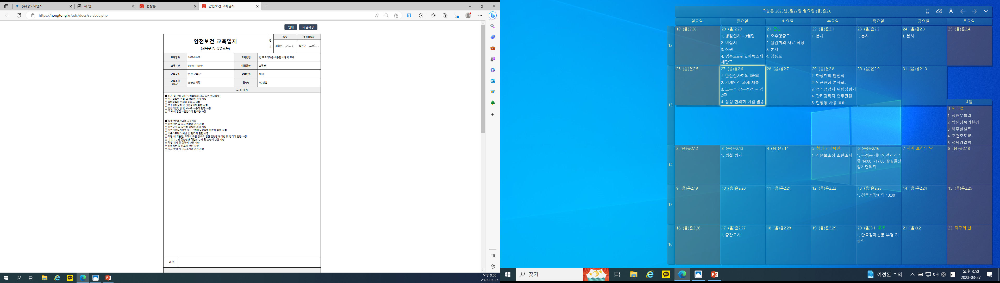 (주)성도이엔지
새 탭
현장통
안전보건 교육일지
https://hongtong.kr/adc/docs/safeEdu.php
인쇄
파일저장
안전보건 교육일지
(교육구분: 특별교육)
결재
담당
총괄책임자
최승준
박진구
교육일자
2023-03-23
교육방법
빔 프로젝터를 이용한 시청각 교육
교육시간
08:40 ~ 10:40
대상공종
초평탄
교육장소
안전 교육장
참석인원
10명
교육주관
(강사)
최승준 차장
업체명
ACI건설
교 육 내 용
■ 허가 및 관리 대상 유해물질의 제조 또는 취급작업
○ 취급물질의 성질 및 상태에 관한 사항
○ 유해물질이 인체에 미치는 영향
○ 국소배기장치 및 안전설비에 관한 사항
○ 안전작업방법 및 보호구 사용에 관한 사항
○ 그 밖에 안전·보건관리에 필요한 사항
■ 특별안전보건교육 공통사항
○ 산업안전 및 사고 예방에 관한 사항
○ 산업보건 및 직업병 예방에 관한 사항
○ 산업안전보건법령 및 산업재해보상보험 제도에 관한 사항
○ 직무스트레스 예방 및 관리에 관한 사항
○ 직장 내 괴롭힘, 고객의 폭언 등으로 인한 건강장해 예방 및 관리에 관한 사항
○ 기계·기구의 위험성과 작업의 순서 및 동선에 관한 사항
○ 작업 개시 전 점검에 관한 사항
○ 정리정돈 및 청소에 관한 사항
○ 사고 발생 시 긴급조치에 관한 사항
비 고
오후 3:50
2023-03-27
오늘은 2023년3월27일 월요일 (음)윤2.6
일요일 월요일 화요일 수요일 목요일 금요일 토요일
12
19 (음)2.28
20 (음)2.29
1. 병철연차 ~3월말
2. 미실시
3. 창원
4. 영종도memc이녹스제
세판교
21 춘분
1. 오후영종도
2. 월간회의 자료 작성
3. 본사
4. 영종도
22 (음)윤2.1
1. 본사
23 (음)윤2.2
1. 본사
24 (음)윤2.3
1. 본사
25 (음)윤2.4
13
26 (음)윤2.5
27 (음)윤2.6
1. 안전전사회의 08:00
2. 기계안전 과제 제출
3. 노동부 감독점검 ~ 약
2주
4. 삼성 협의회 메일 발송
28 (음)윤2.7
29 (음)윤2.8
1. 화상회의 안전직
2. 인근현장 본사로..
3. 정기점검시 위험성평가
4. 관리감독자 업무관련
5. 현장통 사용 독려
30 (음)윤2.9
31 (음)윤2.10
4월
1 만우절
1. 장현우북리
2. 박인창북리한경
3. 박주환셀트
4. 조건호도쿄
5. 성낙경알박
14
2 (음)윤2.12
3 (음)윤2.13
1. 병철 병가
4 (음)윤2.14
5 청명 / 식목일
1. 심은보소장 소환조사
6 (음)윤2.16
1. 문정동 래미안갤러리 1
층 14:00 ~17:00 삼성물산
정기협의회
7 세계 보건의 날
8 (음)윤2.18
15
9 (음)윤2.19
10 (음)윤2.20
11 (음)윤2.21
12 (음)윤2.22
13 (음)윤2.23
1. 건축소장회의 13:30
14 (음)윤2.24
15 (음)윤2.25
16
16 (음)윤2.26
17 (음)윤2.27
1. 중간고사
18 (음)윤2.28
19 (음)윤2.29
20 (음)3.1 곡우
1. 한국경제신문 부평 기
공식
21 (음)3.2
22 지구의 날
찾기
예정된 수익
한
오후 3:50
2023-03-27